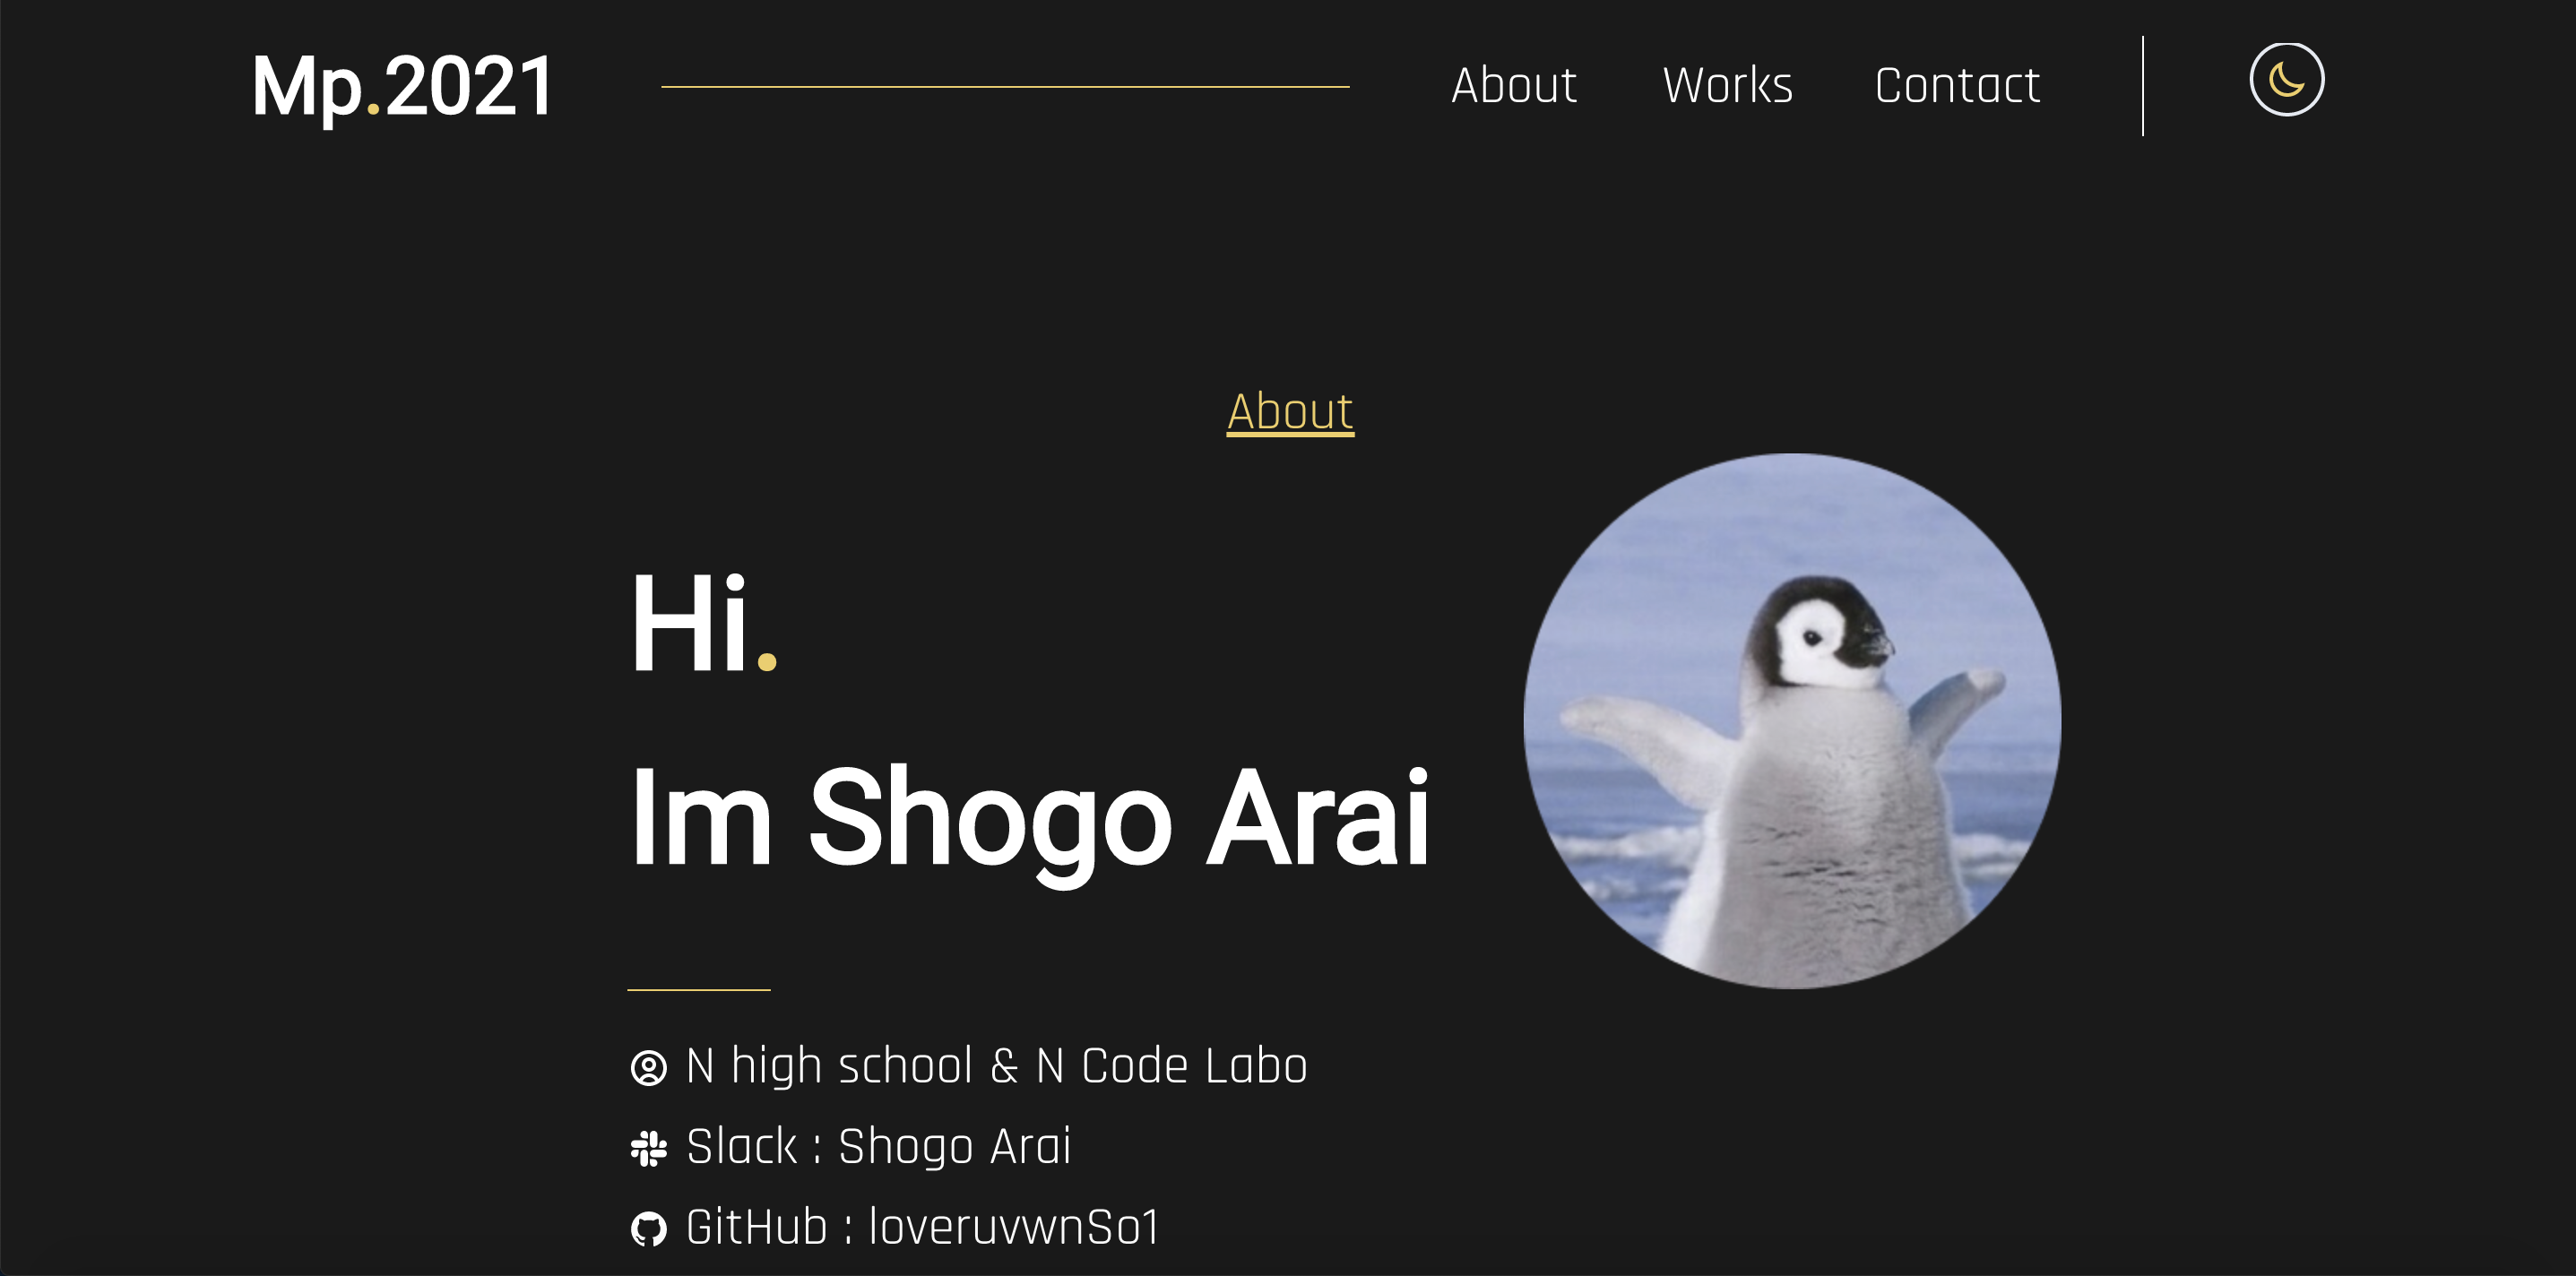 Mp.2021
About Works Contact
About
Hi.
Im Shogo Arai
N high school & N Code Labo
Slack : Shogo Arai
GitHub : loveruvwnSo1